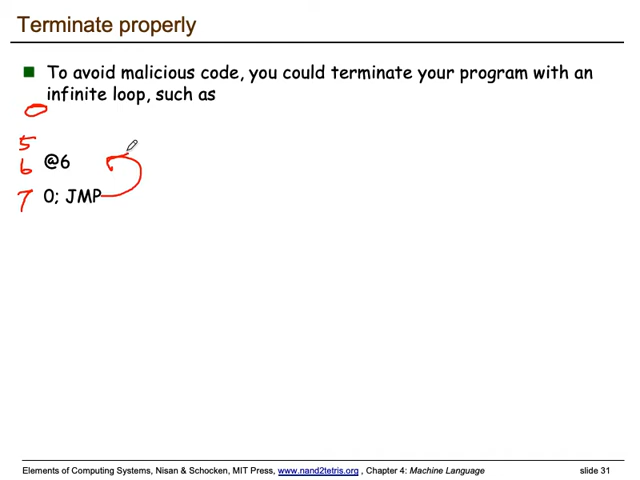 Terminate properly
To avoid malicious code, you could terminate your program with an
infinite loop, such as
0
5
6 @6
7 0; JMP
Elements of Computing Systems, Nisan & Schocken, MIT Press, www.nand2tetris.org , Chapter 4: Machine Language slide 31